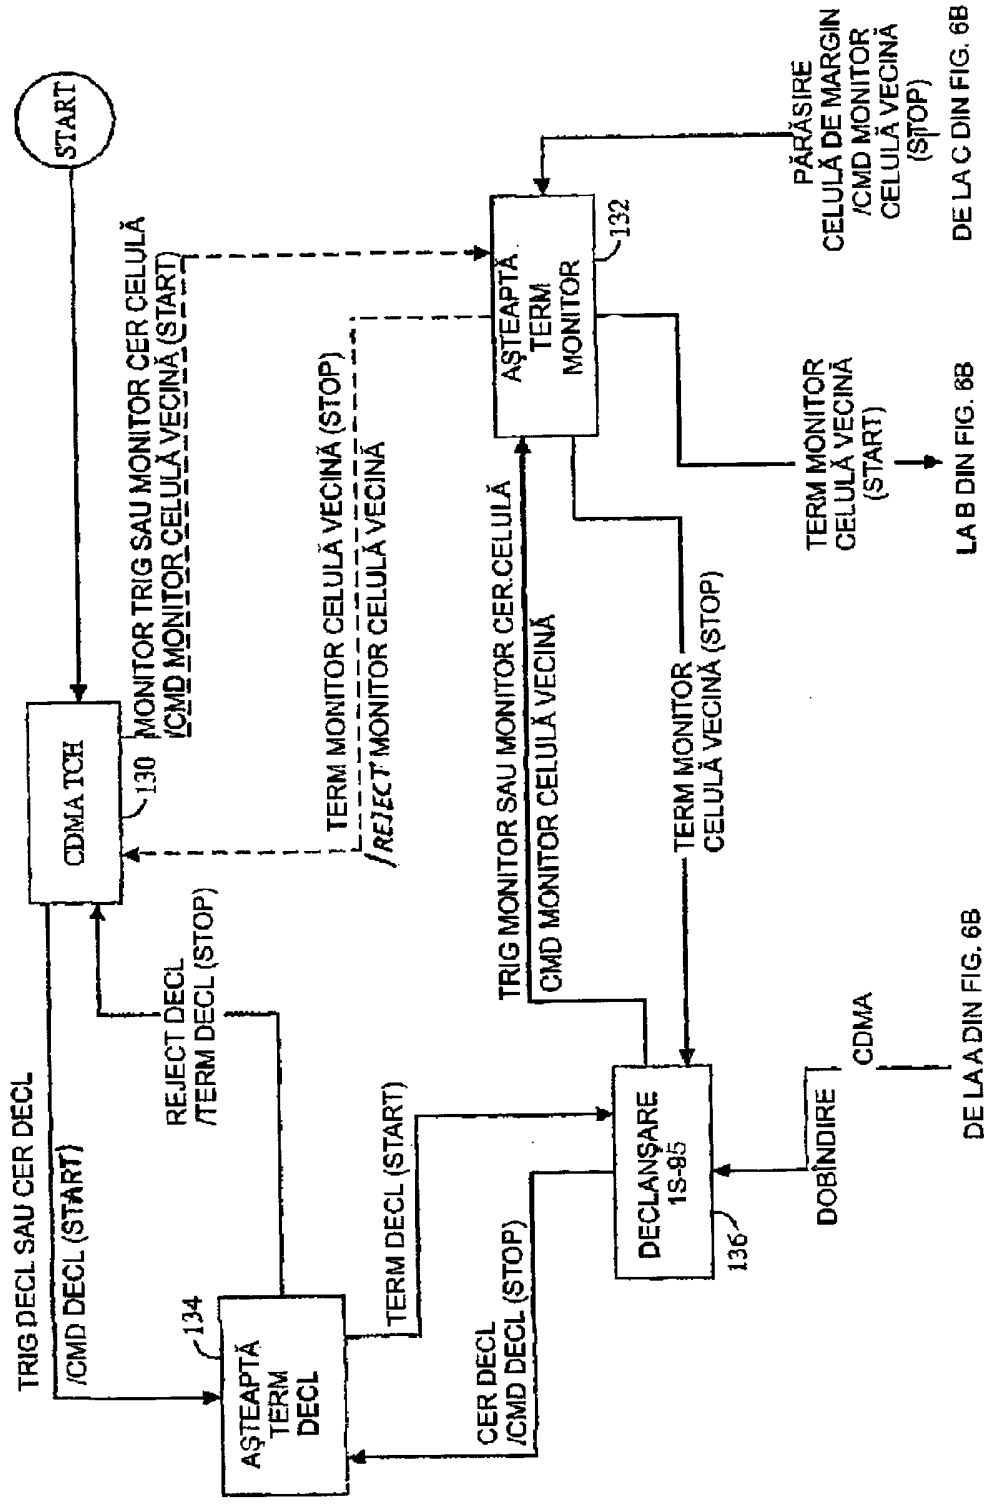 START
CDMA TCH
130
MONITOR TRIG SAU MONITOR CER CELULĂ
/CMD MONITOR CELULĂ VECINĂ (START)
TRIG DECL SAU CER DECL
/CMD DECL (START)
REJECT DECL
/TERM DECL (STOP)
TERM MONITOR CELULĂ VECINĂ (STOP)
/REJECT MONITOR CELULĂ VECINĂ
AŞTEAPTĂ
TERM
DECL
134
TERM DECL (START)
CER DECL
/CMD DECL (STOP)
DECLANŞARE
1S-95
136
TRIG MONITOR SAU MONITOR CER.CELULĂ
CMD MONITOR CELULĂ VECINĂ
TERM MONITOR
CELULĂ VECINĂ (STOP)
AŞTEAPTĂ
TERM
MONITOR
132
DOBÎNDIRE
CDMA
DE LA A DIN FIG. 6B
TERM MONITOR
CELULĂ VECINĂ
(START)
LA B DIN FIG. 6B
PĂRĂSIRE
CELULĂ DE MARGIN
/CMD MONITOR
CELULĂ VECINĂ
(STOP)
DE LA C DIN FIG. 6B